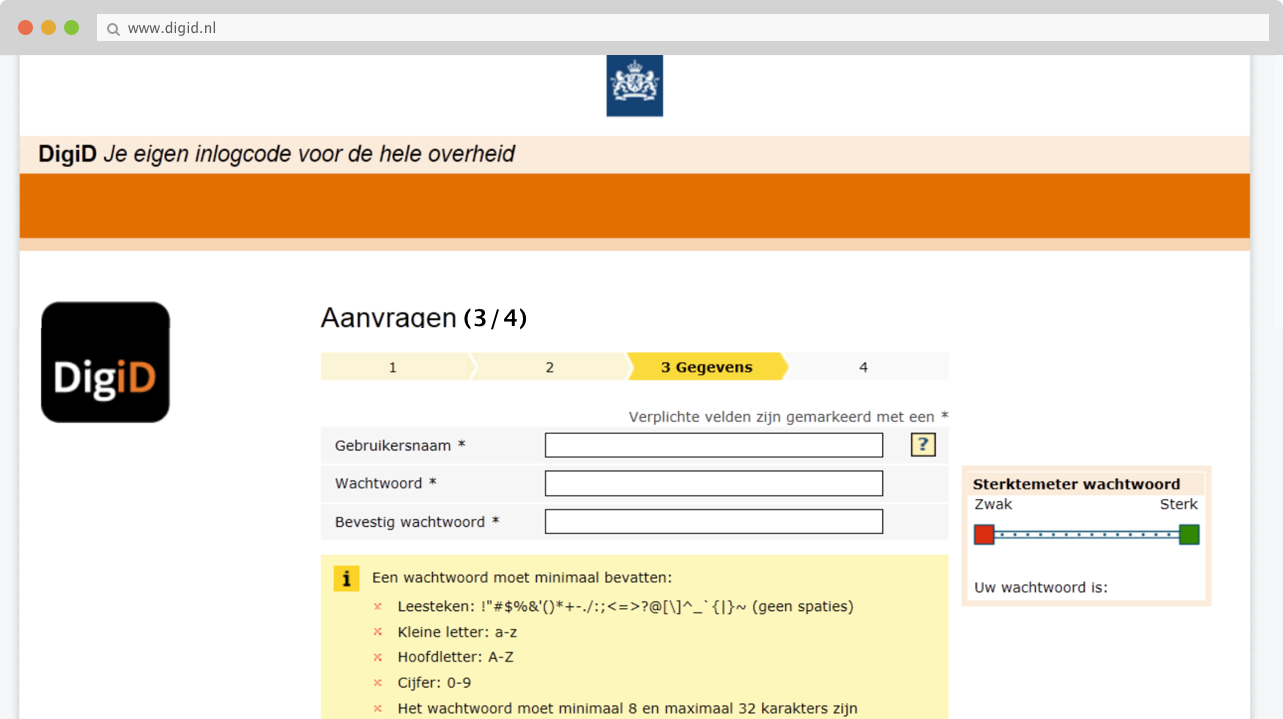 www.digid.nl
DigiD Je eigen inlogcode voor de hele overheid
DigiD
Aanvragen (3/4)
1 2 3 Gegevens 4
Verplichte velden zijn gemarkeerd met een *
Gebruikersnaam * ?
Wachtwoord *
Bevestig wachtwoord *
Sterktemeter wachtwoord
Zwak Sterk
Uw wachtwoord is:
i Een wachtwoord moet minimaal bevatten:
Leesteken: !"#$%&'()*+-./:;<=>?@[\]^_`{|}~ (geen spaties)
Kleine letter: a-z
Hoofdletter: A-Z
Cijfer: 0-9
Het wachtwoord moet minimaal 8 en maximaal 32 karakters zijn